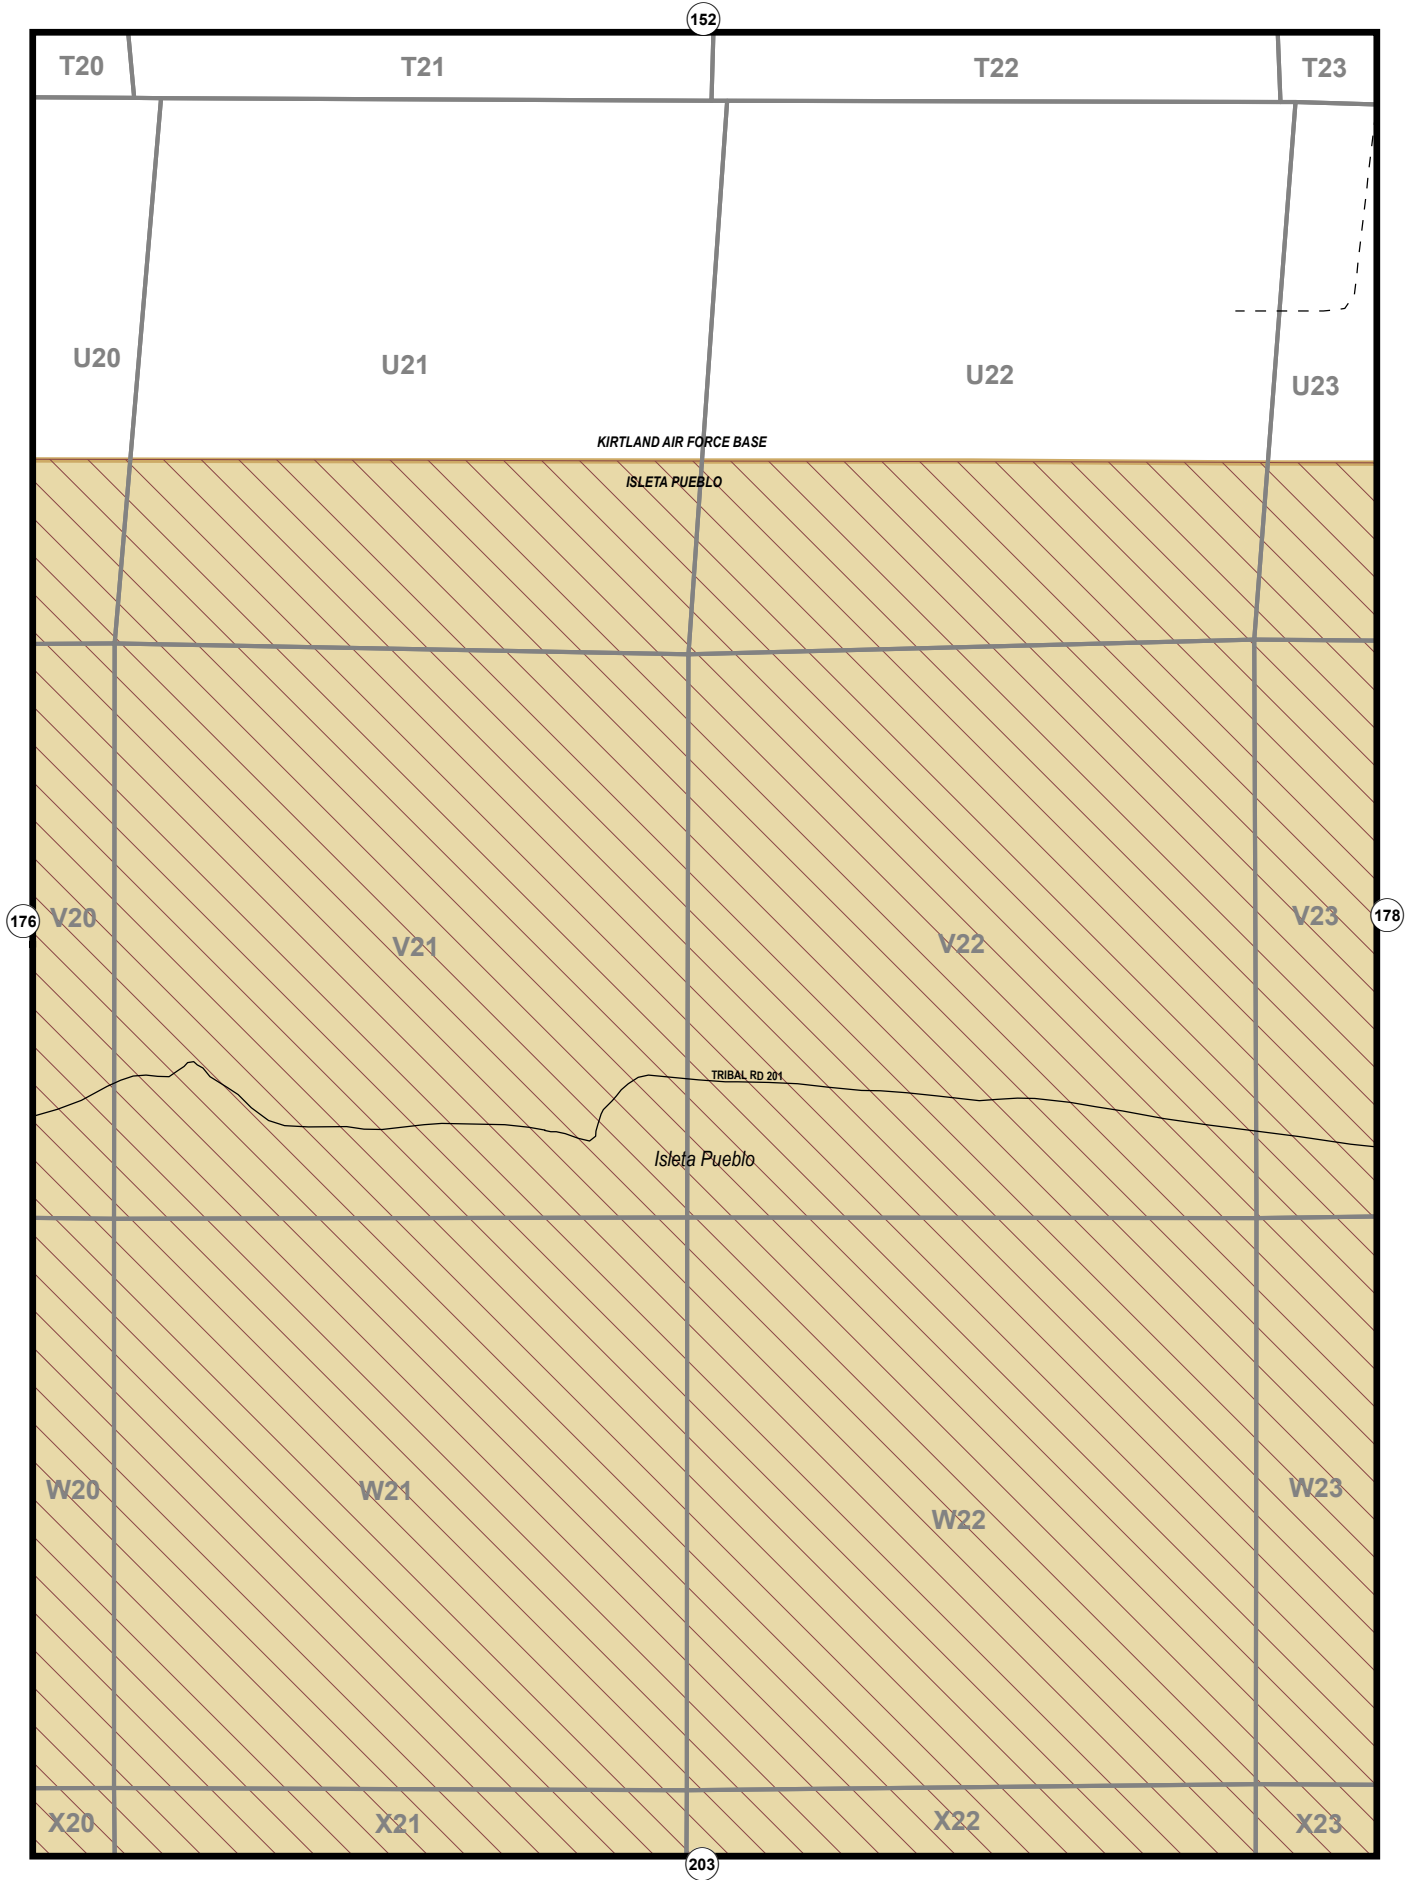 152
T20 T21 T22 T23
U20 U21 U22 U23
KIRTLAND AIR FORCE BASE
ISLETA PUEBLO
176 V20 V21 V22 V23 178
TRIBAL RD 201
Isleta Pueblo
W20 W21 W22 W23
X20 X21 X22 X23
203